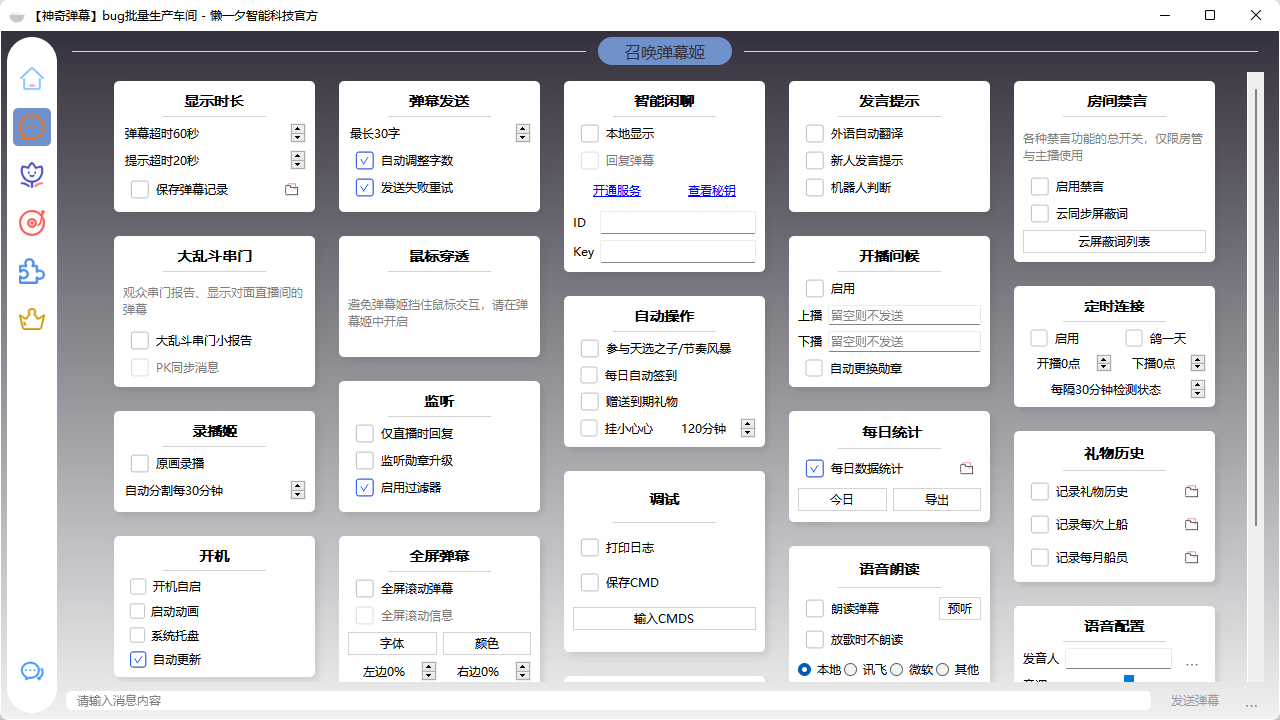 【神奇弹幕】bug批量生产车间 - 懒一夕智能科技官方
召唤弹幕姬
显示时长
弹幕超时60秒
提示超时20秒
保存弹幕记录
大乱斗串门
观众串门报告、显示对面直播间的
弹幕
大乱斗串门小报告
PK同步消息
录播姬
原画录播
自动分割每30分钟
开机
开机自启
启动动画
系统托盘
自动更新
弹幕发送
最长30字
自动调整字数
发送失败重试
鼠标穿透
避免弹幕姬挡住鼠标交互，请在弹
幕姬中开启
监听
仅直播时回复
监听勋章升级
启用过滤器
全屏弹幕
全屏滚动弹幕
全屏滚动信息
字体 颜色
左边0% 右边0%
智能闲聊
本地显示
回复弹幕
开通服务 查看秘钥
ID
Key
自动操作
参与天选之子/节奏风暴
每日自动签到
赠送到期礼物
挂小心心 120分钟
调试
打印日志
保存CMD
输入CMDS
发言提示
外语自动翻译
新人发言提示
机器人判断
开播问候
启用
上播 留空则不发送
下播 留空则不发送
自动更换勋章
每日统计
每日数据统计
今日 导出
语音朗读
朗读弹幕 预听
放歌时不朗读
本地 讯飞 微软 其他
房间禁言
各种禁言功能的总开关，仅限房管
与主播使用
启用禁言
云同步屏蔽词
云屏蔽词列表
定时连接
启用 鸽一天
开播0点 下播0点
每隔30分钟检测状态
礼物历史
记录礼物历史
记录每次上船
记录每月船员
语音配置
发音人 ...
请输入消息内容 发送弹幕 ...